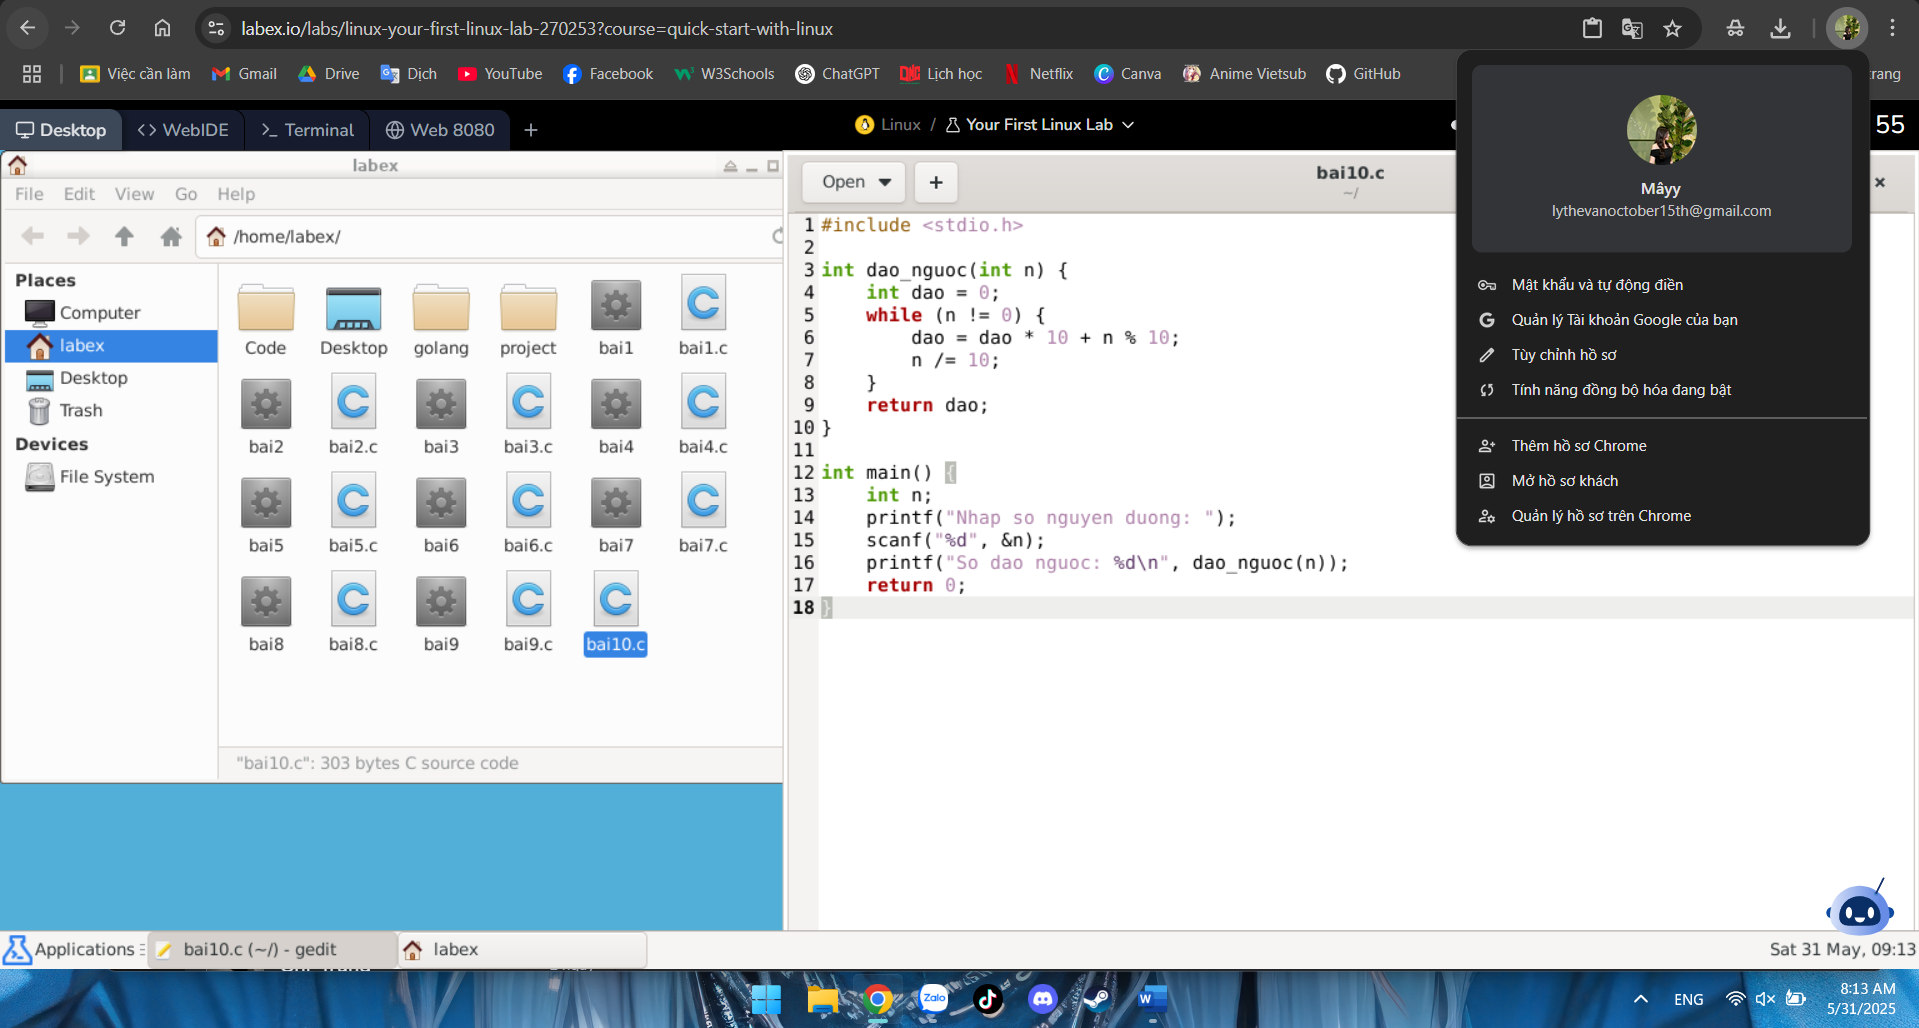 labex.io/labs/linux-your-first-linux-lab-270253?course=quick-start-with-linux
Việc cần làm
Gmail
Drive
Dịch
YouTube
Facebook
W3Schools
ChatGPT
Lịch học
Netflix
Canva
Anime Vietsub
GitHub
trang
Desktop
WebIDE
Terminal
Web 8080
Linux / Your First Linux Lab
55
labex
File Edit View Go Help
/home/labex/
Places
Computer
labex
Desktop
Trash
Devices
File System
Code Desktop golang project bai1 bai1.c
bai2 bai2.c bai3 bai3.c bai4 bai4.c
bai5 bai5.c bai6 bai6.c bai7 bai7.c
bai8 bai8.c bai9 bai9.c bai10.c
"bai10.c": 303 bytes C source code
Open
bai10.c
~/
1 #include <stdio.h>
2
3 int dao_nguoc(int n) {
4     int dao = 0;
5     while (n != 0) {
6         dao = dao * 10 + n % 10;
7         n /= 10;
8     }
9     return dao;
10 }
11
12 int main() {
13     int n;
14     printf("Nhap so nguyen duong: ");
15     scanf("%d", &n);
16     printf("So dao nguoc: %d\n", dao_nguoc(n));
17     return 0;
18 }
Mâyy
lythevanoctober15th@gmail.com
Mật khẩu và tự động điền
Quản lý Tài khoản Google của bạn
Tùy chỉnh hồ sơ
Tính năng đồng bộ hóa đang bật
Thêm hồ sơ Chrome
Mở hồ sơ khách
Quản lý hồ sơ trên Chrome
Applications
bai10.c (~/) - gedit
labex
Sat 31 May, 09:13
Zalo
ENG
8:13 AM
5/31/2025